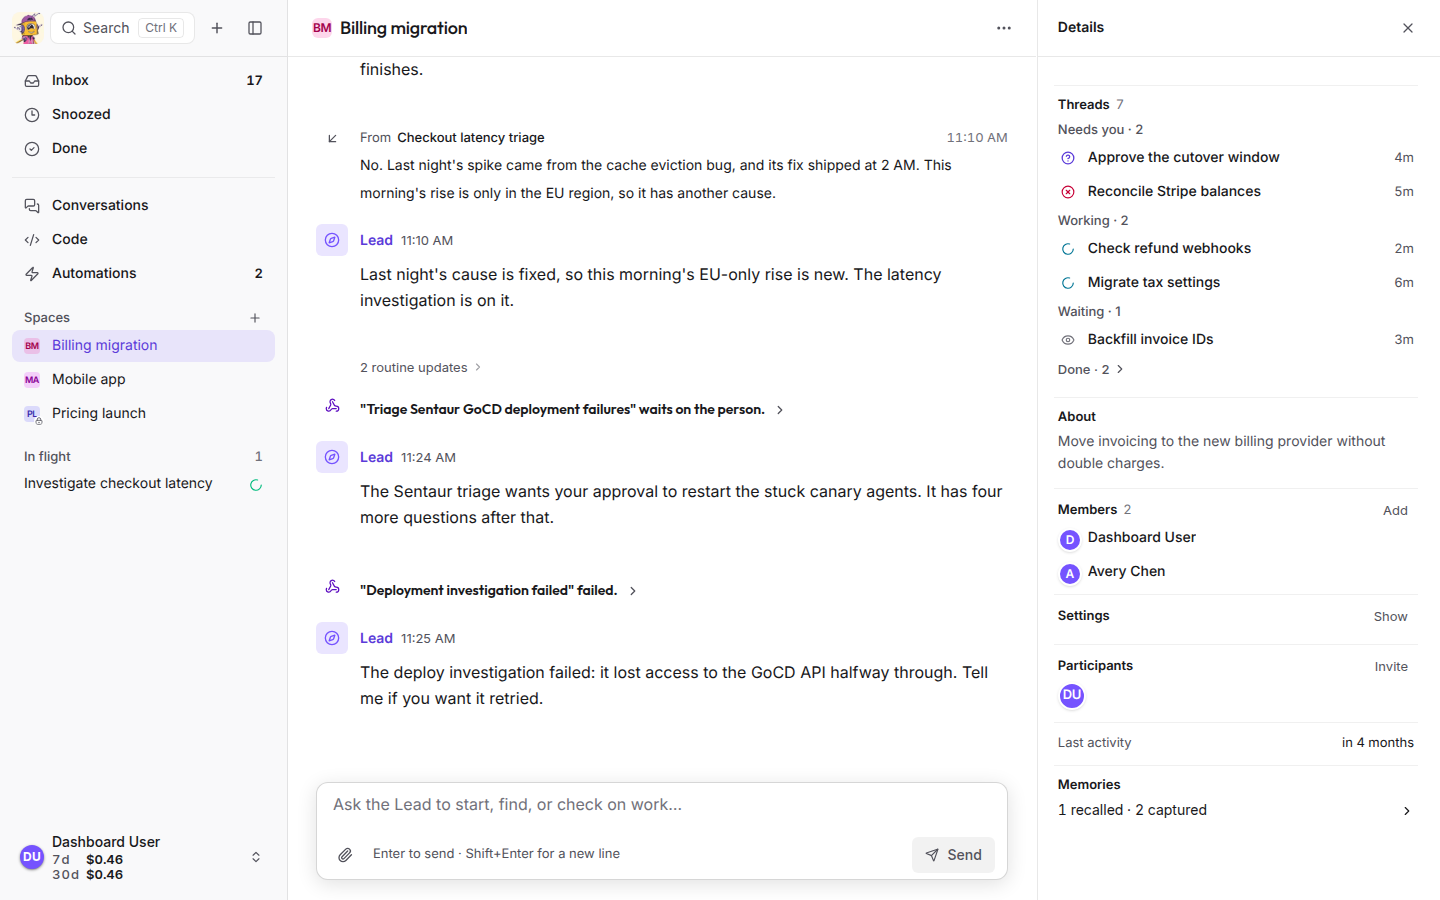 Search Ctrl K
Inbox 17
Snoozed
Done
Conversations
Code
Automations 2
Spaces
BM Billing migration
MA Mobile app
PL Pricing launch
In flight 1
Investigate checkout latency
DU Dashboard User
7d $0.46
30d $0.46
BM Billing migration
finishes.
From Checkout latency triage 11:10 AM
No. Last night's spike came from the cache eviction bug, and its fix shipped at 2 AM. This
morning's rise is only in the EU region, so it has another cause.
Lead 11:10 AM
Last night's cause is fixed, so this morning's EU-only rise is new. The latency
investigation is on it.
2 routine updates
"Triage Sentaur GoCD deployment failures" waits on the person.
Lead 11:24 AM
The Sentaur triage wants your approval to restart the stuck canary agents. It has four
more questions after that.
"Deployment investigation failed" failed.
Lead 11:25 AM
The deploy investigation failed: it lost access to the GoCD API halfway through. Tell
me if you want it retried.
Ask the Lead to start, find, or check on work...
Enter to send · Shift+Enter for a new line
Send
Details
Threads 7
Needs you · 2
Approve the cutover window 4m
Reconcile Stripe balances 5m
Working · 2
Check refund webhooks 2m
Migrate tax settings 6m
Waiting · 1
Backfill invoice IDs 3m
Done · 2
About
Move invoicing to the new billing provider without
double charges.
Members 2 Add
D Dashboard User
A Avery Chen
Settings Show
Participants Invite
DU
Last activity in 4 months
Memories
1 recalled · 2 captured